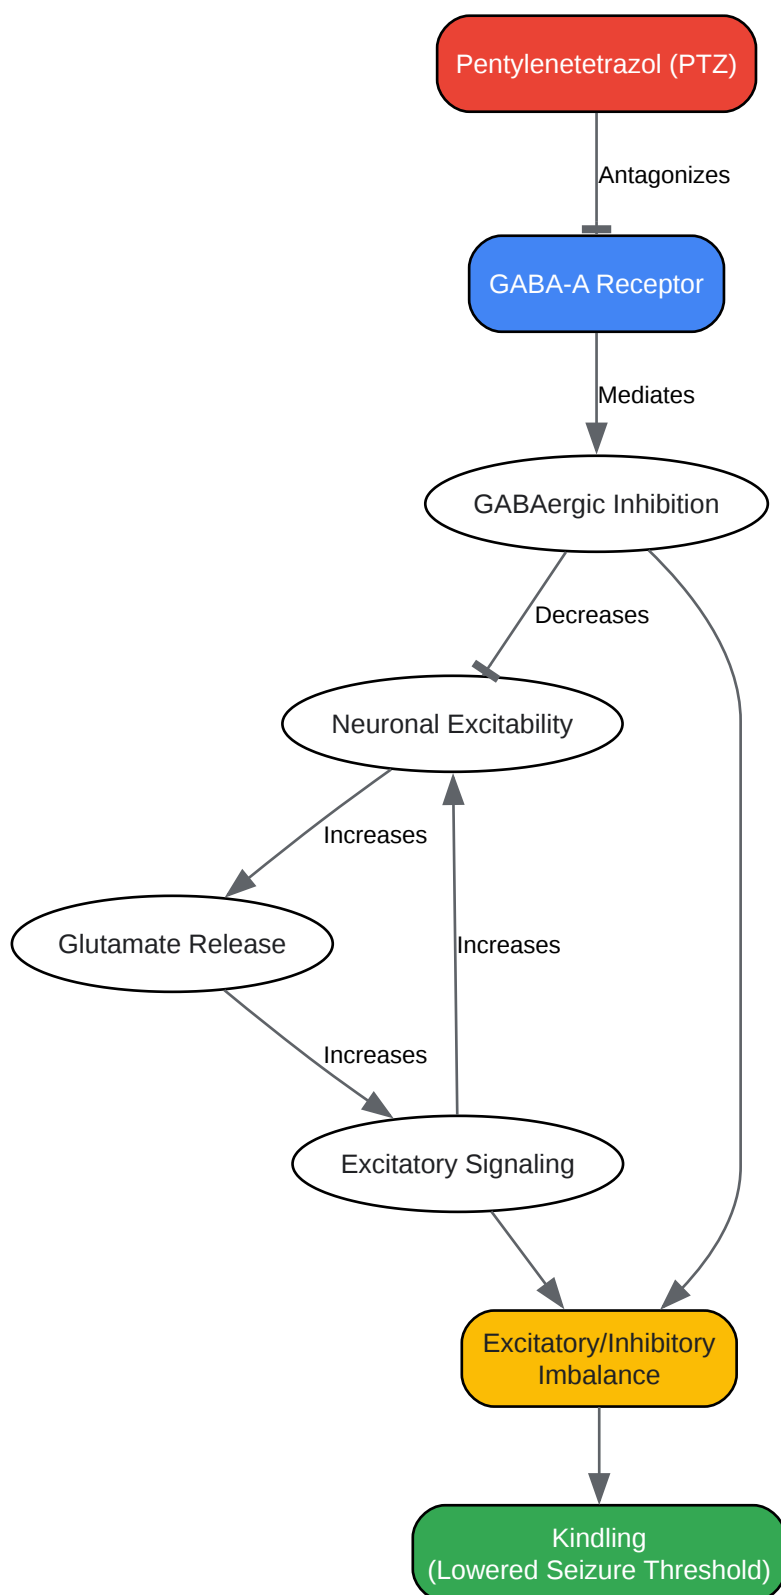 Pentylenetetrazol (PTZ)
Antagonizes
GABA-A Receptor
Mediates
GABAergic Inhibition
Decreases
Neuronal Excitability
Increases
Glutamate Release
Increases
Increases
Excitatory Signaling
Excitatory/Inhibitory
Imbalance
Kindling
(Lowered Seizure Threshold)